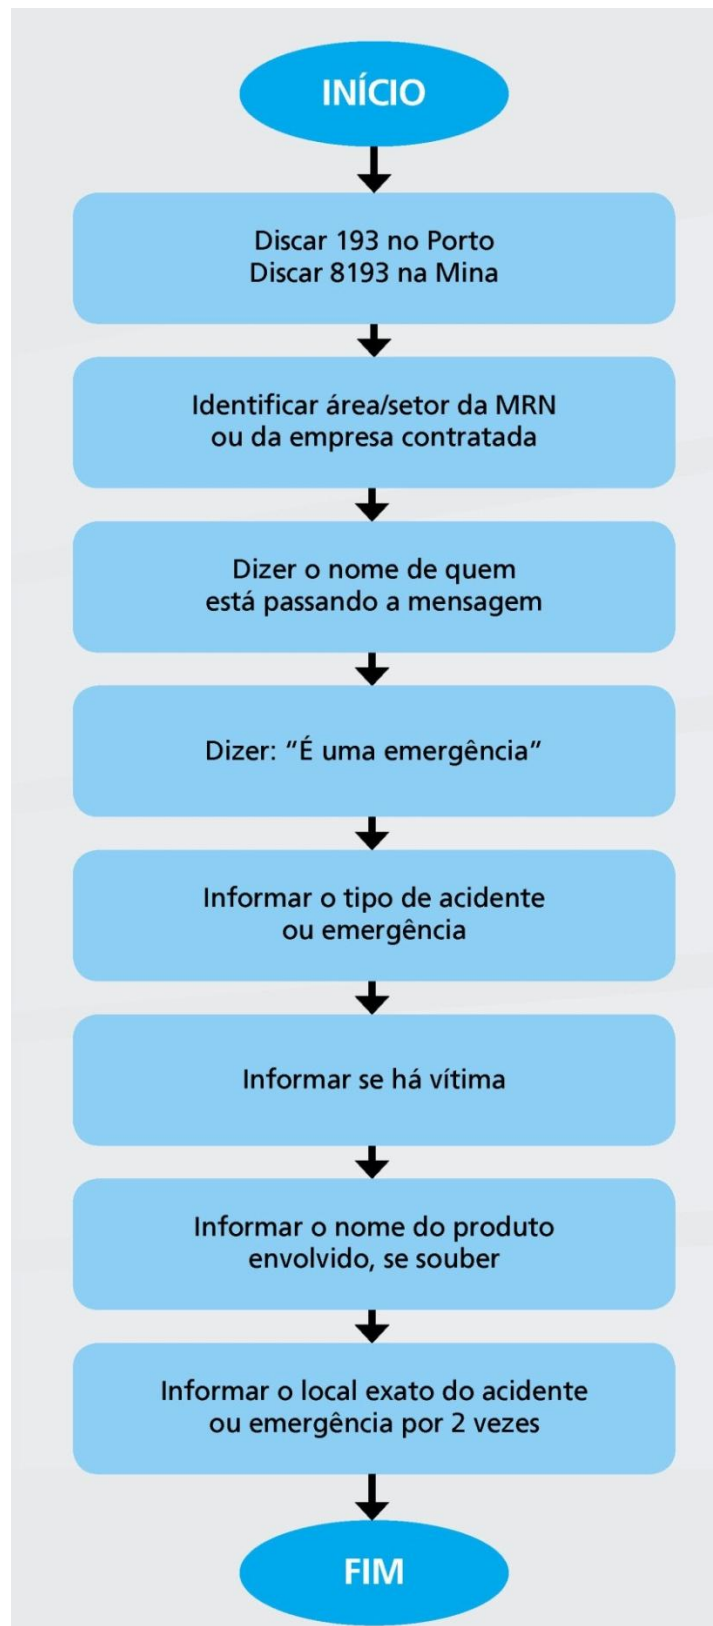 INÍCIO
Discar 193 no Porto
Discar 8193 na Mina
Identificar área/setor da MRN
ou da empresa contratada
Dizer o nome de quem
está passando a mensagem
Dizer: “É uma emergência”
Informar o tipo de acidente
ou emergência
Informar se há vítima
Informar o nome do produto
envolvido, se souber
Informar o local exato do acidente
ou emergência por 2 vezes
FIM